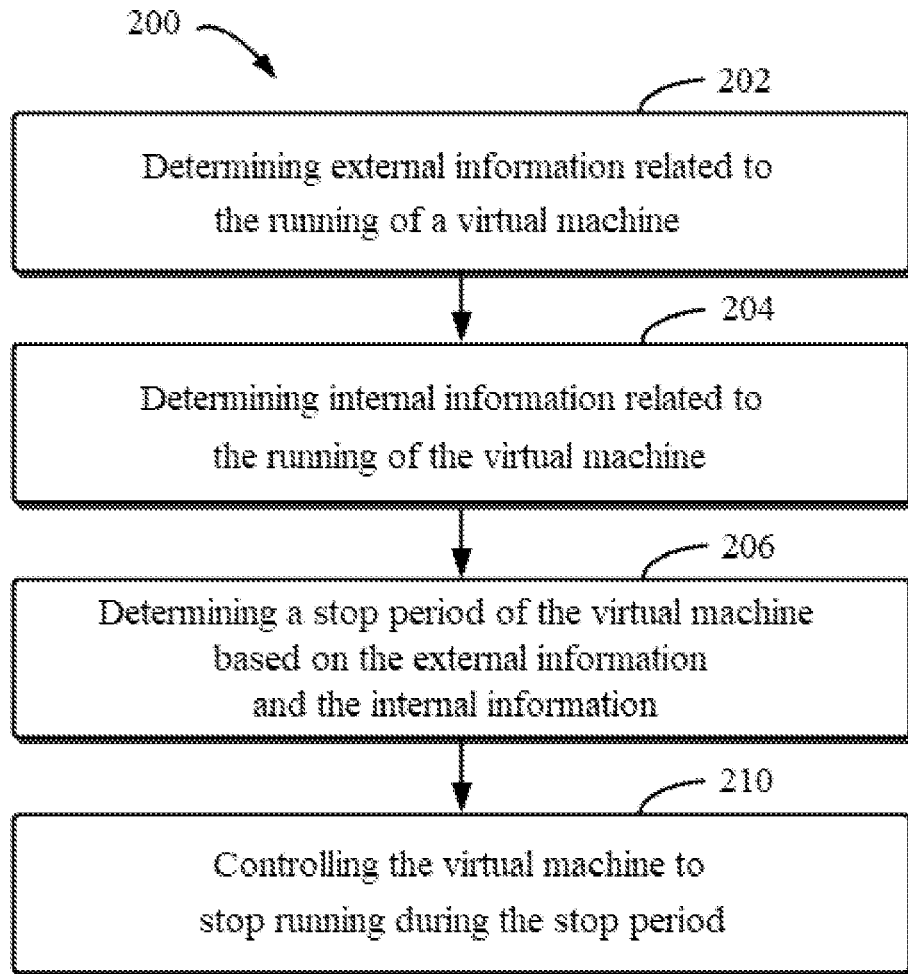 200
202
Determining external information related to
the running of a virtual machine
204
Determining internal information related to
the running of the virtual machine
206
Determining a stop period of the virtual machine
based on the external information
and the internal information
210
Controlling the virtual machine to
stop running during the stop period